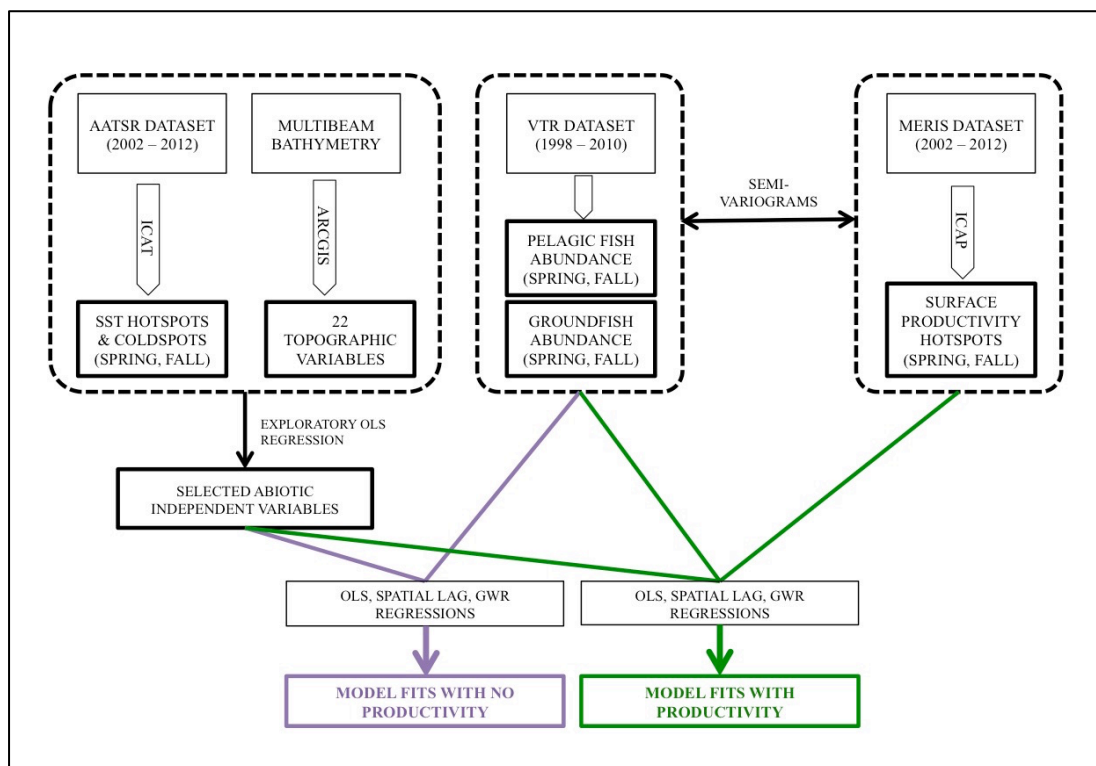 AATSR DATASET
(2002 – 2012)
MULTIBEAM
BATHYMETRY
VTR DATASET
(1998 – 2010)
MERIS DATASET
(2002 – 2012)
ICAT
ARCGIS
SEMI-
VARIOGRAMS
ICAP
SST HOTSPOTS
& COLDSPOTS
(SPRING, FALL)
22
TOPOGRAPHIC
VARIABLES
PELAGIC FISH
ABUNDANCE
(SPRING, FALL)
GROUNDFISH
ABUNDANCE
(SPRING, FALL)
SURFACE
PRODUCTIVITY
HOTSPOTS
(SPRING, FALL)
EXPLORATORY OLS
REGRESSION
SELECTED ABIOTIC
INDEPENDENT VARIABLES
OLS, SPATIAL LAG, GWR
REGRESSIONS
OLS, SPATIAL LAG, GWR
REGRESSIONS
MODEL FITS WITH NO
PRODUCTIVITY
MODEL FITS WITH
PRODUCTIVITY